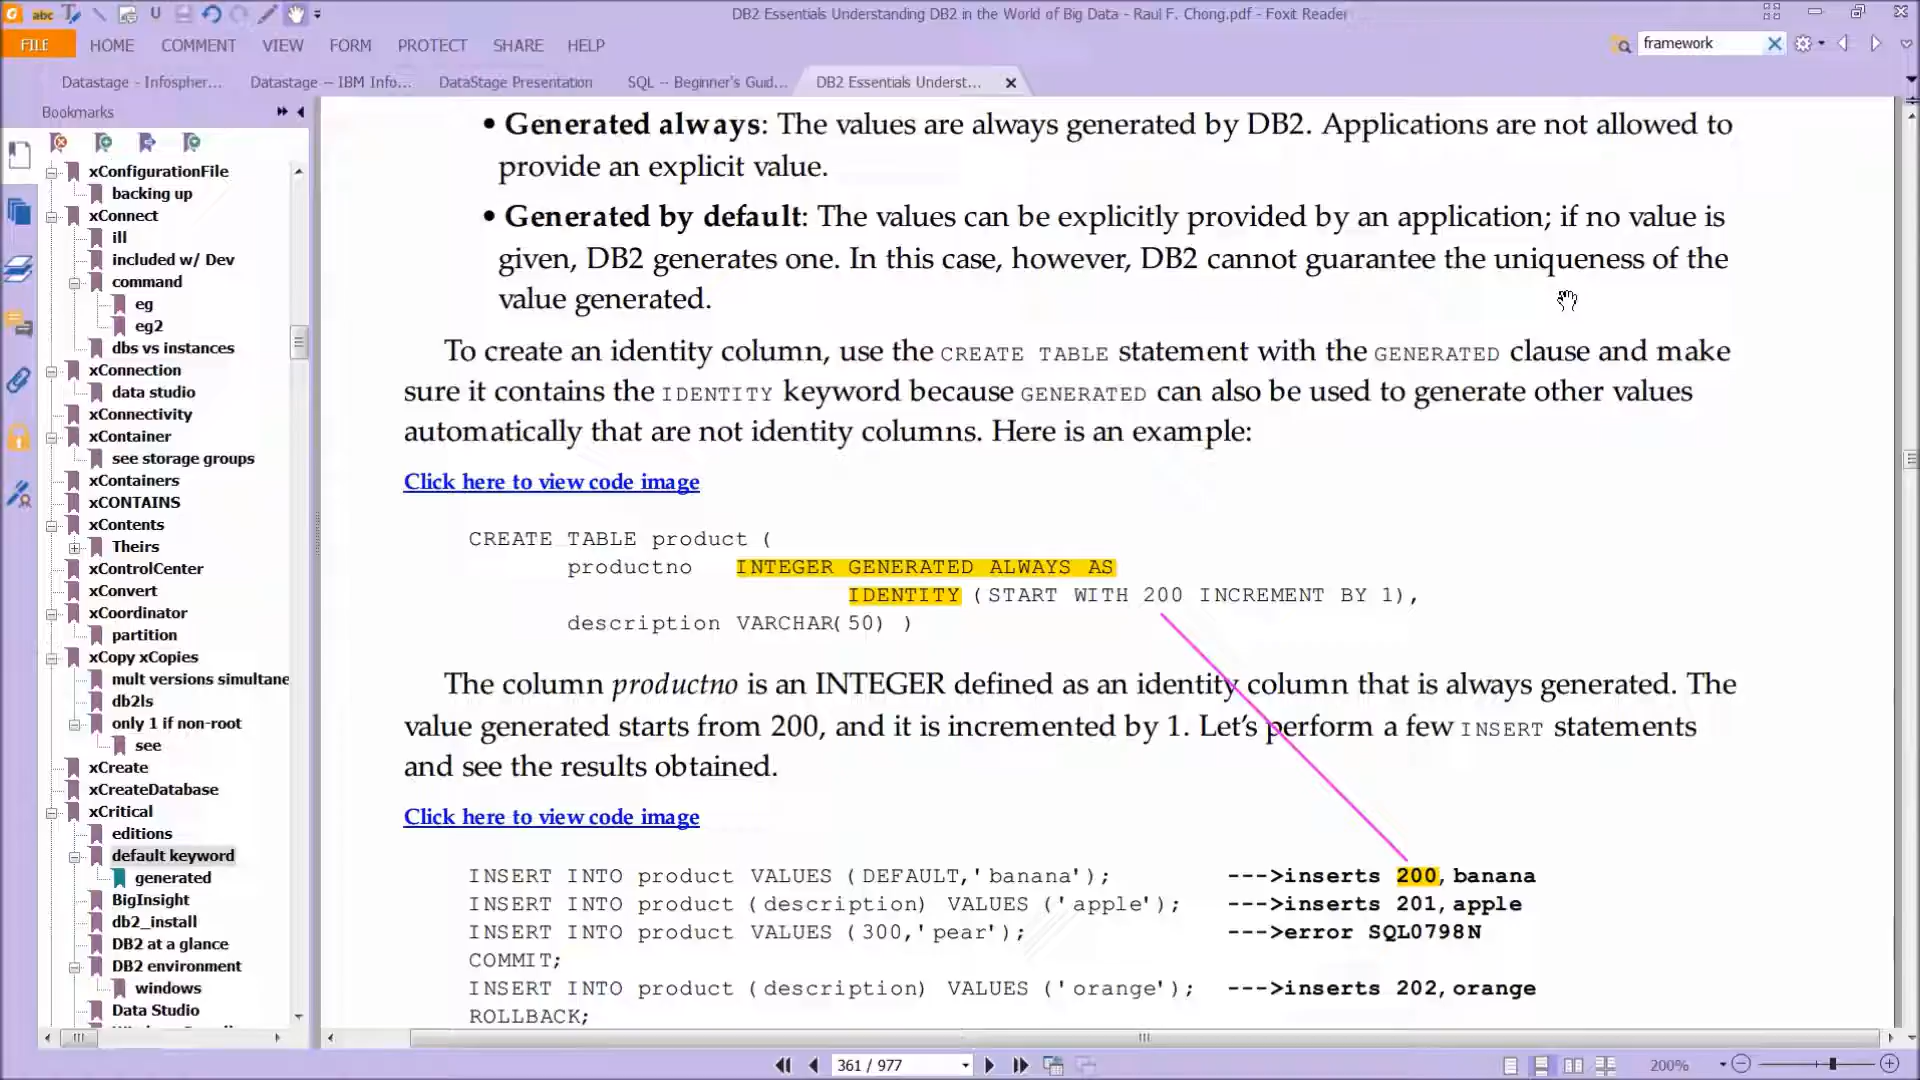 DB2 Essentials Understanding DB2 in the World of Big Data - Raul F. Chong.pdf - Foxit Reader
FILE HOME COMMENT VIEW FORM PROTECT SHARE HELP
framework
Datastage - Infospher... Datastage -- IBM Info... DataStage Presentation SQL -- Beginner's Guid... DB2 Essentials Underst...
Bookmarks
xConfigurationFile
backing up
xConnect
ill
included w/ Dev
command
eg
eg2
dbs vs instances
xConnection
data studio
xConnectivity
xContainer
see storage groups
xContainers
xCONTAINS
xContents
Theirs
xControlCenter
xConvert
xCoordinator
partition
xCopy xCopies
mult versions simultane
db2ls
only 1 if non-root
see
xCreate
xCreateDatabase
xCritical
editions
default keyword
generated
BigInsight
db2_install
DB2 at a glance
DB2 environment
windows
Data Studio
• Generated always: The values are always generated by DB2. Applications are not allowed to
provide an explicit value.
• Generated by default: The values can be explicitly provided by an application; if no value is
given, DB2 generates one. In this case, however, DB2 cannot guarantee the uniqueness of the
value generated.
To create an identity column, use the CREATE TABLE statement with the GENERATED clause and make
sure it contains the IDENTITY keyword because GENERATED can also be used to generate other values
automatically that are not identity columns. Here is an example:
Click here to view code image
CREATE TABLE product (
productno INTEGER GENERATED ALWAYS AS
IDENTITY (START WITH 200 INCREMENT BY 1),
description VARCHAR(50) )
The column productno is an INTEGER defined as an identity column that is always generated. The
value generated starts from 200, and it is incremented by 1. Let's perform a few INSERT statements
and see the results obtained.
Click here to view code image
INSERT INTO product VALUES (DEFAULT,'banana'); --->inserts 200, banana
INSERT INTO product (description) VALUES ('apple'); --->inserts 201, apple
INSERT INTO product VALUES (300,'pear'); --->error SQL0798N
COMMIT;
INSERT INTO product (description) VALUES ('orange'); --->inserts 202, orange
ROLLBACK;
361 / 977
200%